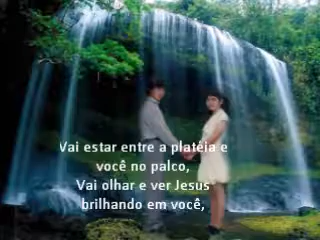 Vai estar entre a platéia e
você no palco,
Vai olhar e ver Jesus
brilhando em você,